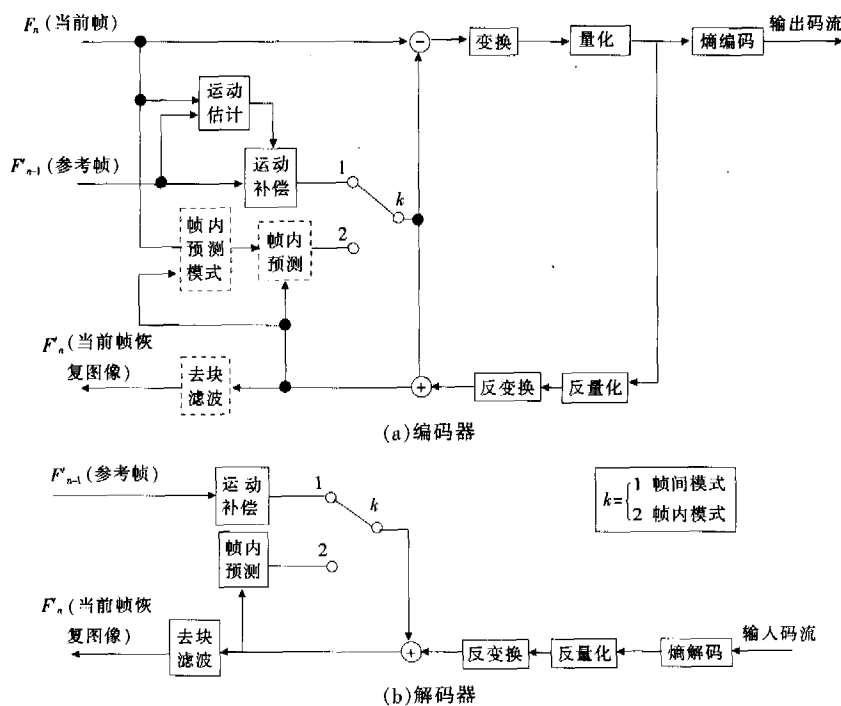 Fn (当前帧)
变换
量化
熵编码
输出码流
运动
估计
F'n-1 (参考帧)
运动
补偿
1
k
2
帧内
预测
模式
帧内
预测
F'n (当前帧恢
复图像)
去块
滤波
+
反变换
反量化
(a)编码器
F'n-1 (参考帧)
运动
补偿
1
k
k={1 帧间模式
2 帧内模式
帧内
预测
2
F'n (当前帧恢
复图像)
去块
滤波
+
反变换
反量化
熵解码
输入码流
(b)解码器